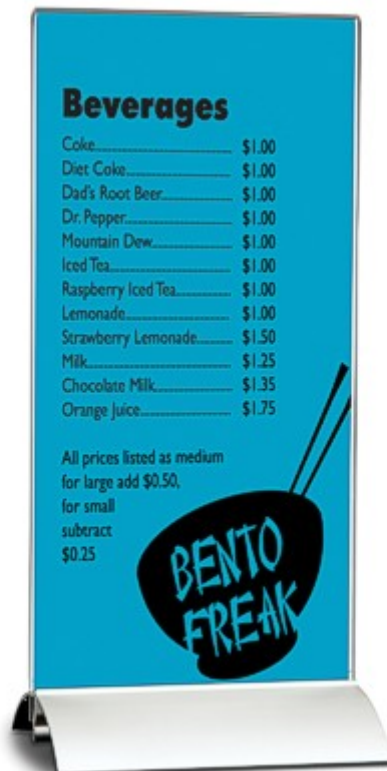 Beverages
Coke $1.00
Diet Coke $1.00
Dad's Root Beer $1.00
Dr. Pepper $1.00
Mountain Dew $1.00
Iced Tea $1.00
Raspberry Iced Tea $1.00
Lemonade $1.00
Strawberry Lemonade $1.50
Milk $1.25
Chocolate Milk $1.35
Orange Juice $1.75
All prices listed as medium
for large add $0.50,
for small
subtract
$0.25
BENTO
FREAK